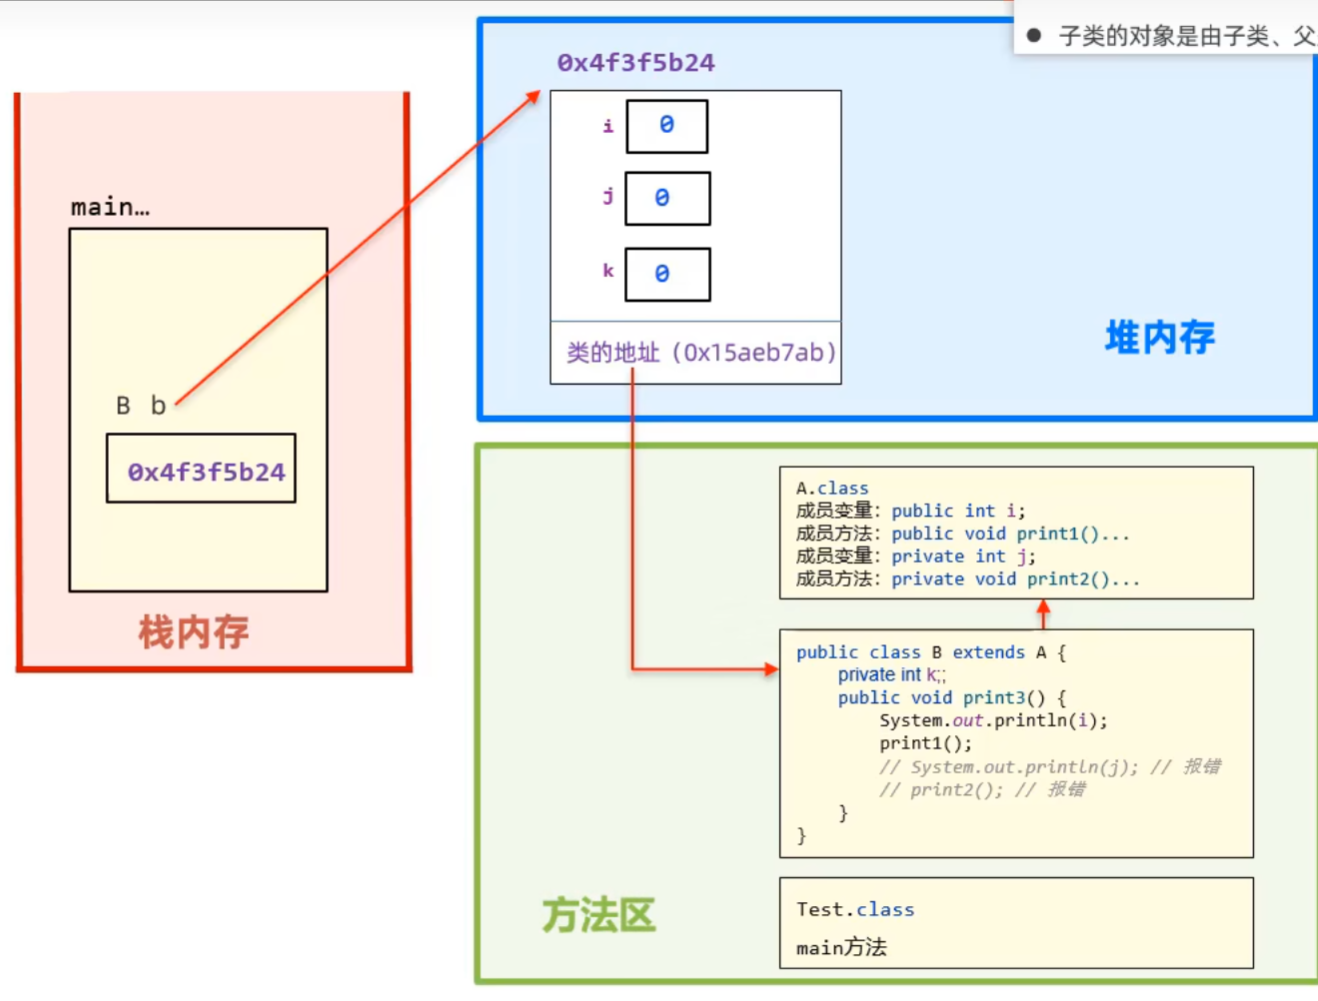 ● 子类的对象是由子类、父
0x4f3f5b24
i 0
j 0
k 0
类的地址（0x15aeb7ab）
堆内存
main…
B b
0x4f3f5b24
栈内存
A.class
成员变量：public int i;
成员方法：public void print1()...
成员变量：private int j;
成员方法：private void print2()...
public class B extends A {
private int k;;
public void print3() {
System.out.println(i);
print1();
// System.out.println(j); // 报错
// print2(); // 报错
}
}
方法区
Test.class
main方法